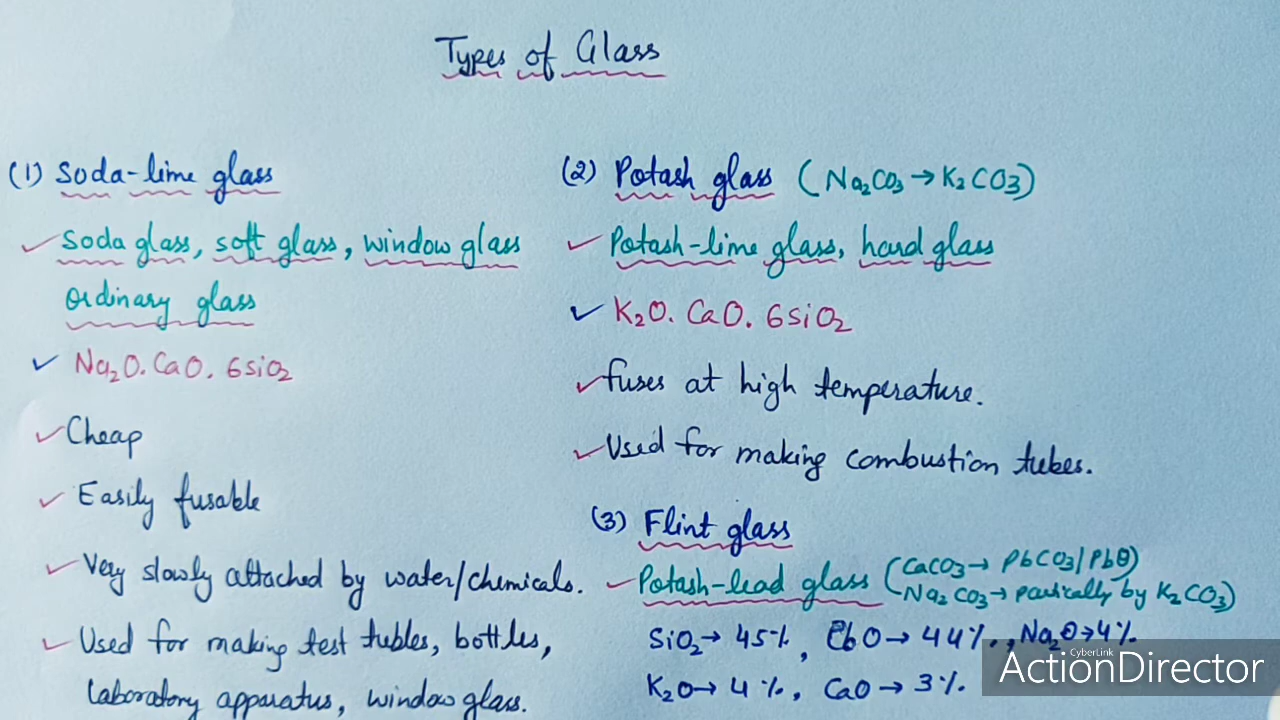 Types of Glass
(1) Soda-lime glass
Soda glass, soft glass, window glass
ordinary glass
Na2O. CaO. 6SiO2
Cheap
Easily fusable
Very slowly attached by water/chemicals.
Used for making test tubles, bottles,
laboratory apparatus, window glass.
(2) Potash glass (Na2CO3 → K2CO3)
Potash-lime glass, hard glass
K2O. CaO. 6SiO2
fuses at high temperature.
Used for making combustion tubes.
(3) Flint glass
Potash-lead glass (CaCO3 → PbCO3/PbO)
(Na2CO3 → partically by K2CO3)
SiO2 → 45%, PbO → 44%, Na2O → 4%
K2O → 4%, CaO → 3%.
CyberLink
ActionDirector